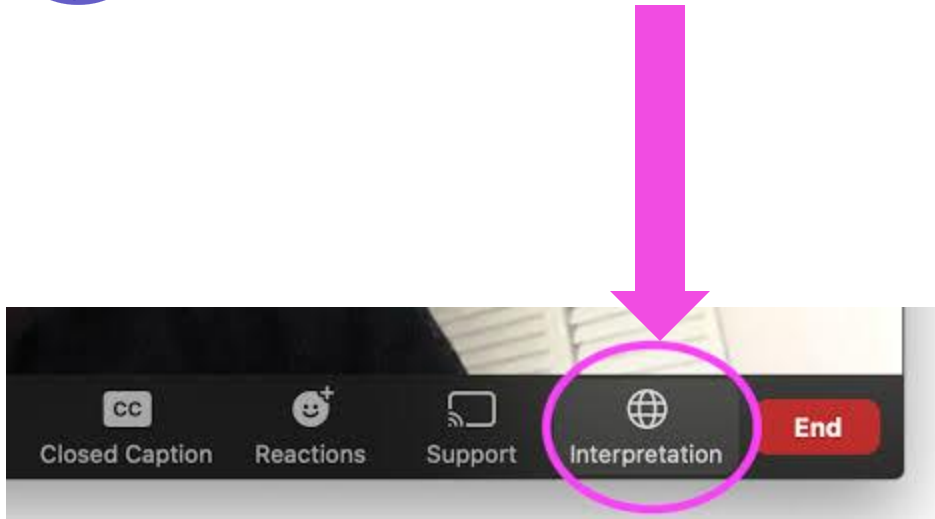 CC
Closed Caption
Reactions
Support
Interpretation
End